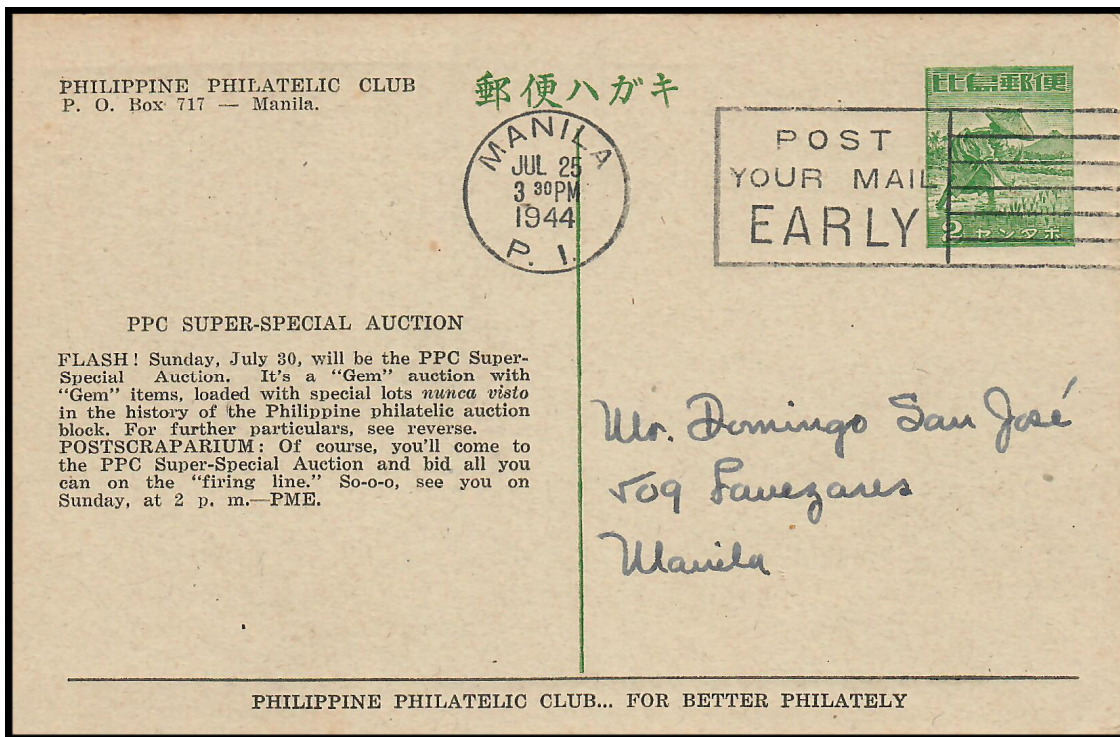 PHILIPPINE PHILATELIC CLUB
P. O. Box 717 — Manila.
郵便ハガキ
比島郵便
2 センタボ
MANILA
JUL 25
3 30PM
1944
P. I.
POST
YOUR MAIL
EARLY
PPC SUPER-SPECIAL AUCTION
FLASH! Sunday, July 30, will be the PPC Super-
Special Auction. It's a "Gem" auction with
"Gem" items, loaded with special lots nunca visto
in the history of the Philippine philatelic auction
block. For further particulars, see reverse.
POSTSCRAPARIUM: Of course, you'll come to
the PPC Super-Special Auction and bid all you
can on the "firing line." So-o-o, see you on
Sunday, at 2 p. m.—PME.
Mr. Domingo San José
509 Lavezares
Manila
PHILIPPINE PHILATELIC CLUB... FOR BETTER PHILATELY